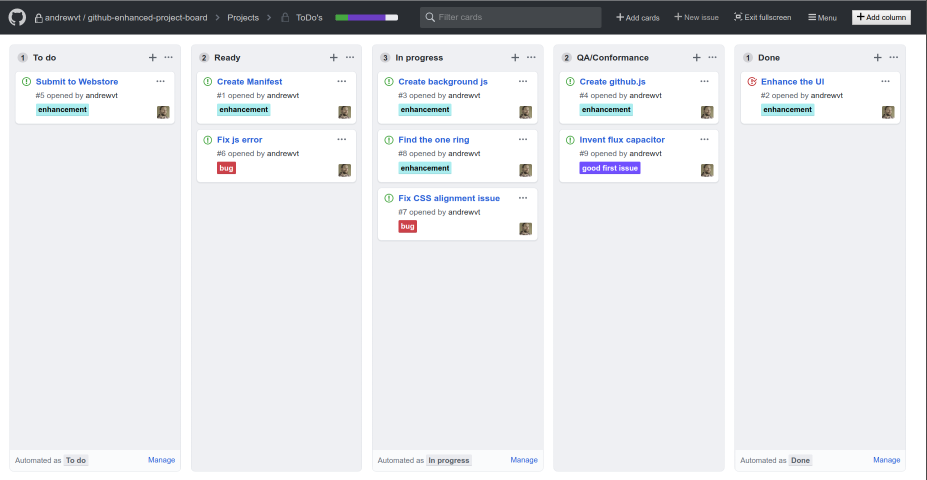 andrewvt / github-enhanced-project-board Projects ToDo's Filter cards Add cards New issue Exit fullscreen Menu Add column
1 To do
Submit to Webstore
#5 opened by andrewvt
enhancement
Automated as To do Manage
2 Ready
Create Manifest
#1 opened by andrewvt
enhancement
Fix js error
#6 opened by andrewvt
bug
3 In progress
Create background js
#3 opened by andrewvt
enhancement
Find the one ring
#8 opened by andrewvt
enhancement
Fix CSS alignment issue
#7 opened by andrewvt
bug
Automated as In progress Manage
2 QA/Conformance
Create github.js
#4 opened by andrewvt
enhancement
Invent flux capacitor
#9 opened by andrewvt
good first issue
1 Done
Enhance the UI
#2 opened by andrewvt
enhancement
Automated as Done Manage